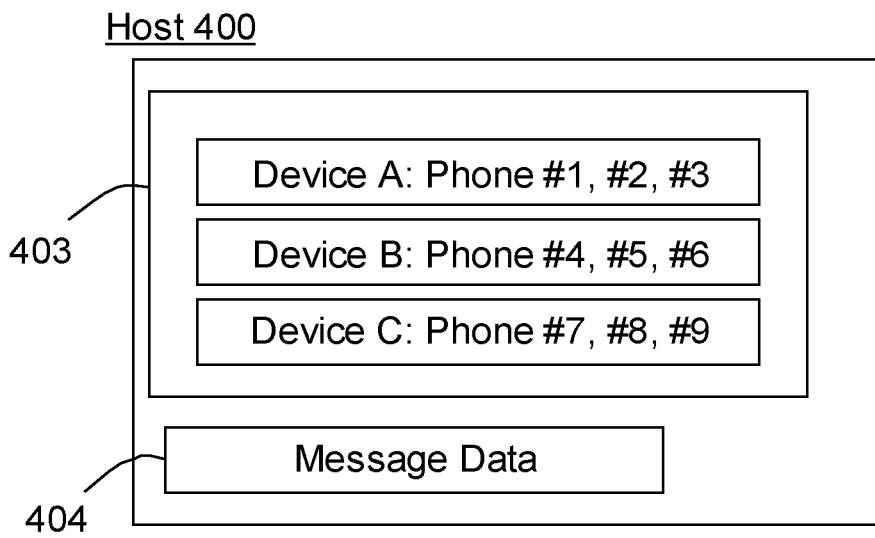 Host 400
Device A: Phone #1, #2, #3
403
Device B: Phone #4, #5, #6
Device C: Phone #7, #8, #9
Message Data
404